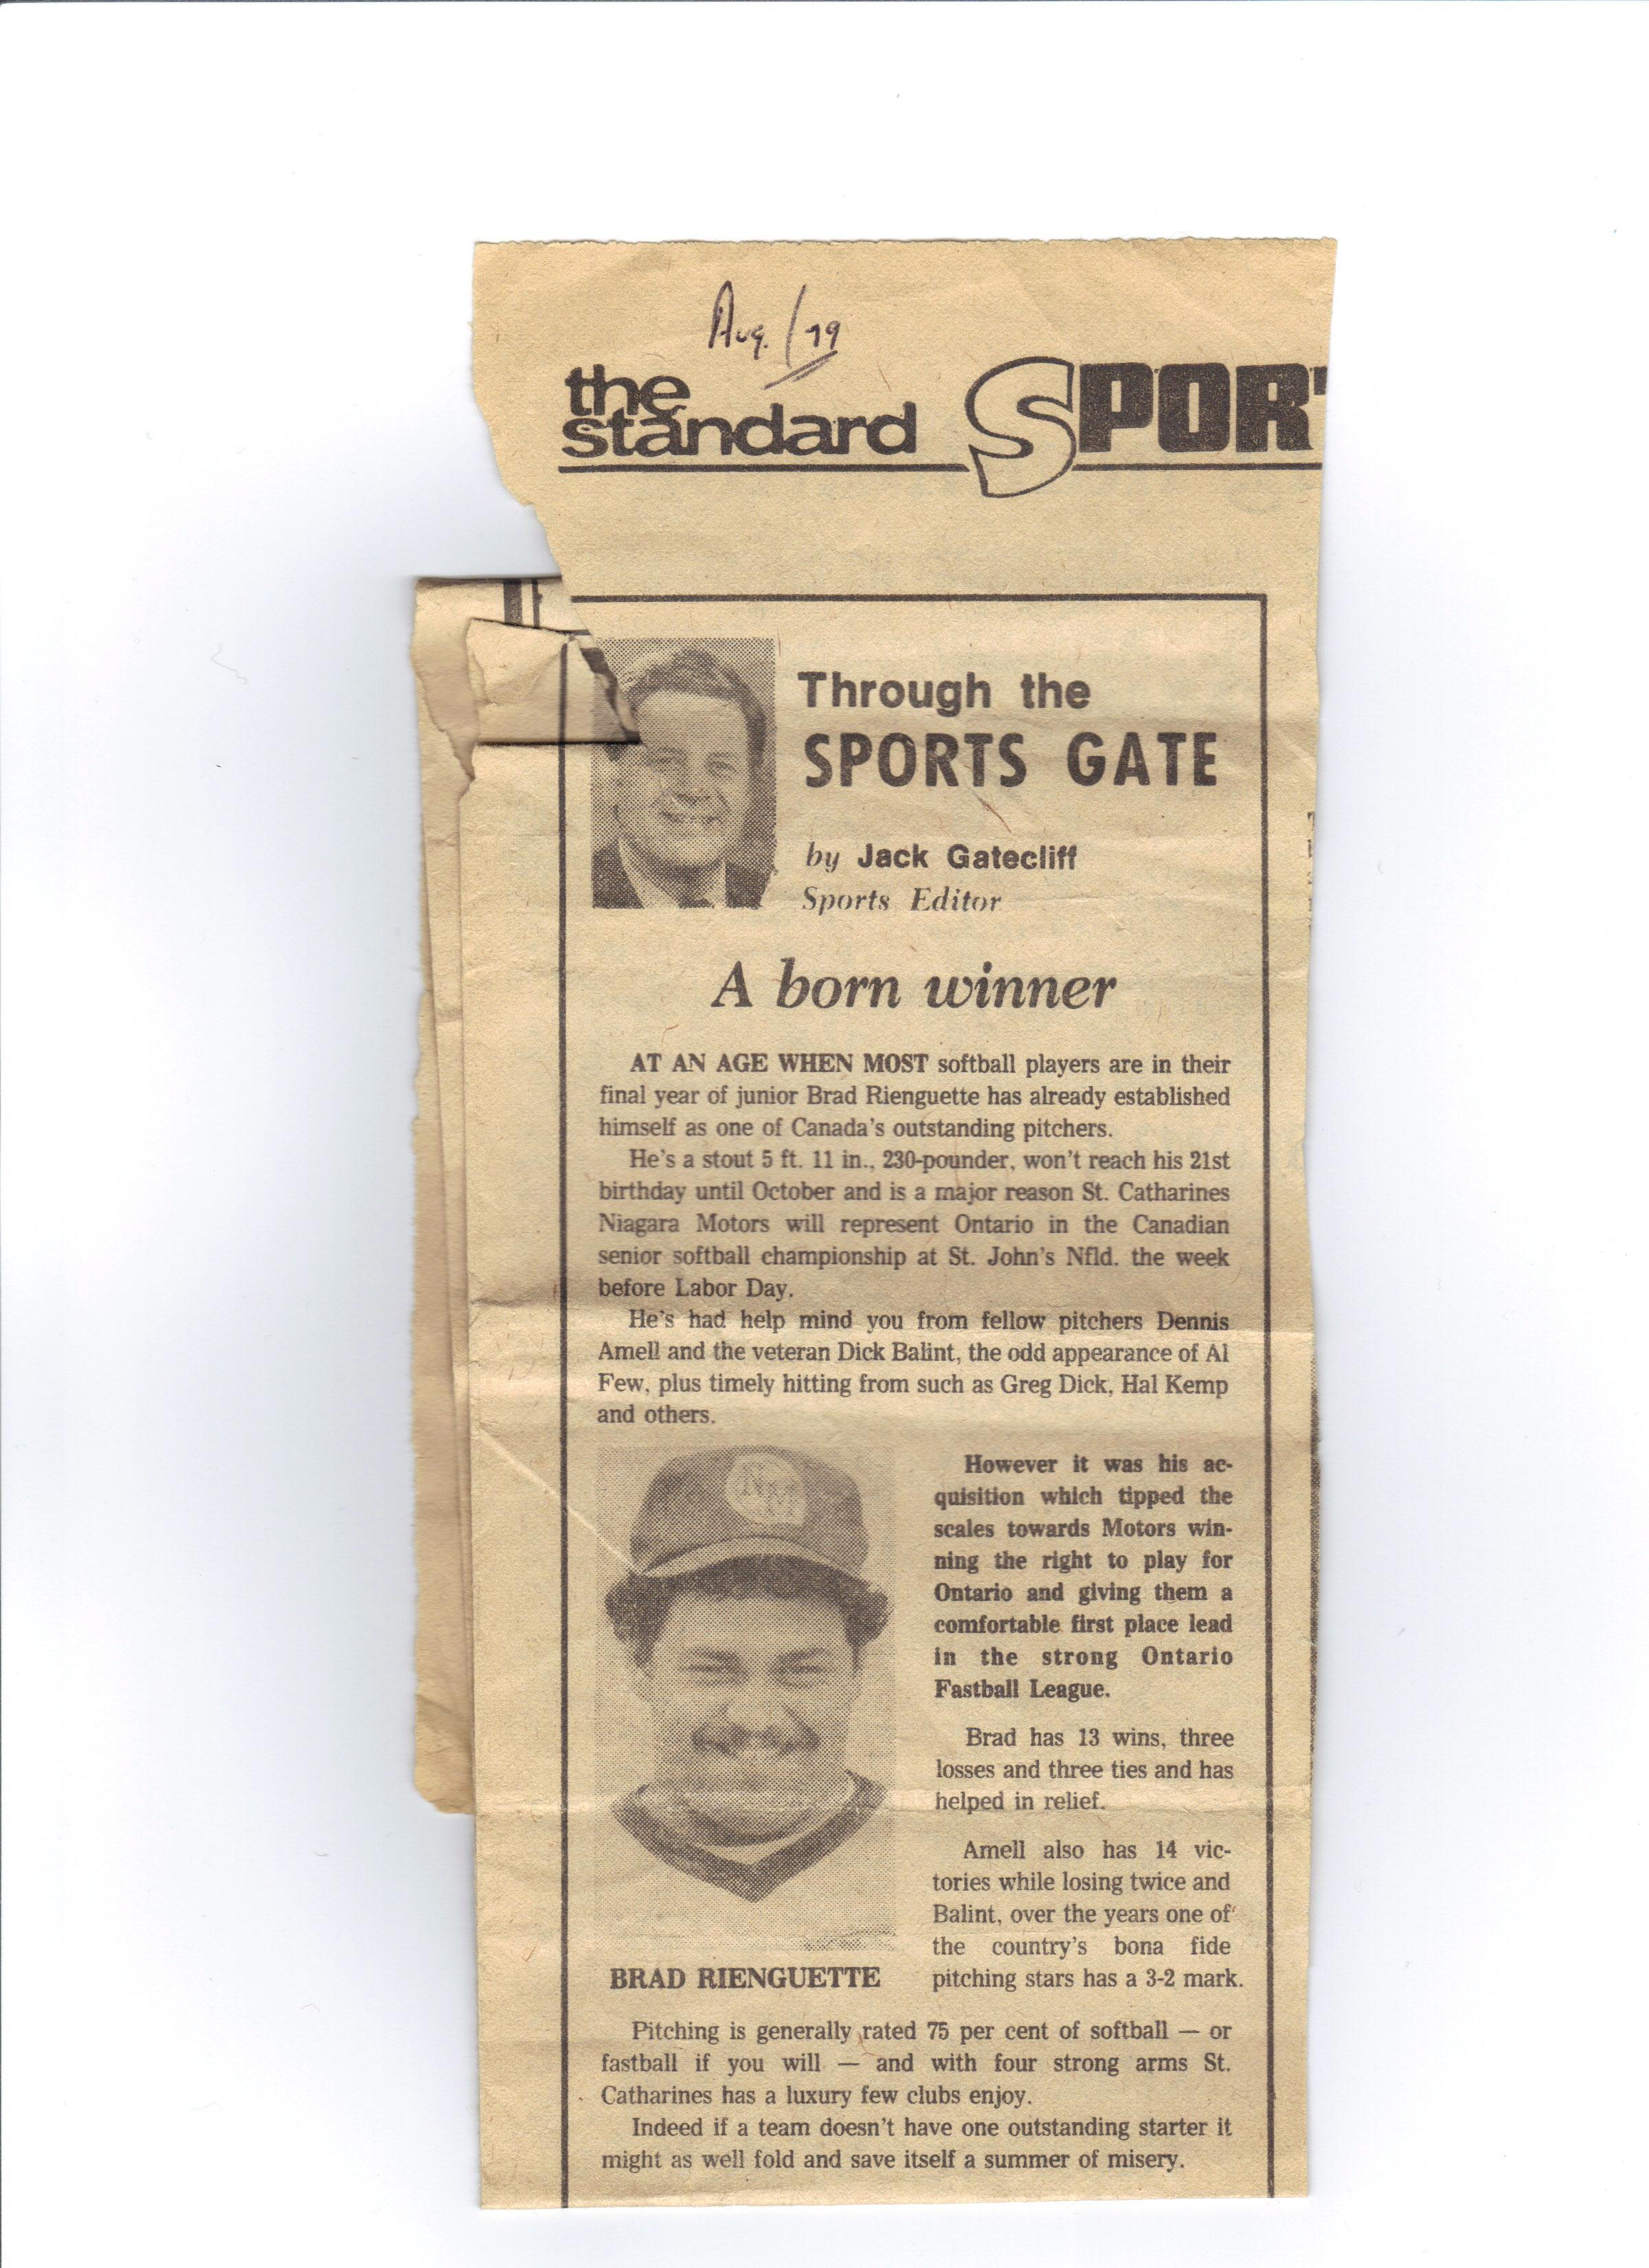 Aug. / 79
the
standard SPORT
Through the
SPORTS GATE
by Jack Gatecliff
Sports Editor
A born winner
AT AN AGE WHEN MOST softball players are in their
final year of junior Brad Rienguette has already established
himself as one of Canada's outstanding pitchers.
He's a stout 5 ft. 11 in., 230-pounder, won't reach his 21st
birthday until October and is a major reason St. Catharines
Niagara Motors will represent Ontario in the Canadian
senior softball championship at St. John's Nfld. the week
before Labor Day.
He's had help mind you from fellow pitchers Dennis
Amell and the veteran Dick Balint, the odd appearance of Al
Few, plus timely hitting from such as Greg Dick, Hal Kemp
and others.
NM
However it was his ac-
quisition which tipped the
scales towards Motors win-
ning the right to play for
Ontario and giving them a
comfortable first place lead
in the strong Ontario
Fastball League.
Brad has 13 wins, three
losses and three ties and has
helped in relief.
Amell also has 14 vic-
tories while losing twice and
Balint, over the years one of
the country's bona fide
pitching stars has a 3-2 mark.
BRAD RIENGUETTE
Pitching is generally rated 75 per cent of softball — or
fastball if you will — and with four strong arms St.
Catharines has a luxury few clubs enjoy.
Indeed if a team doesn't have one outstanding starter it
might as well fold and save itself a summer of misery.